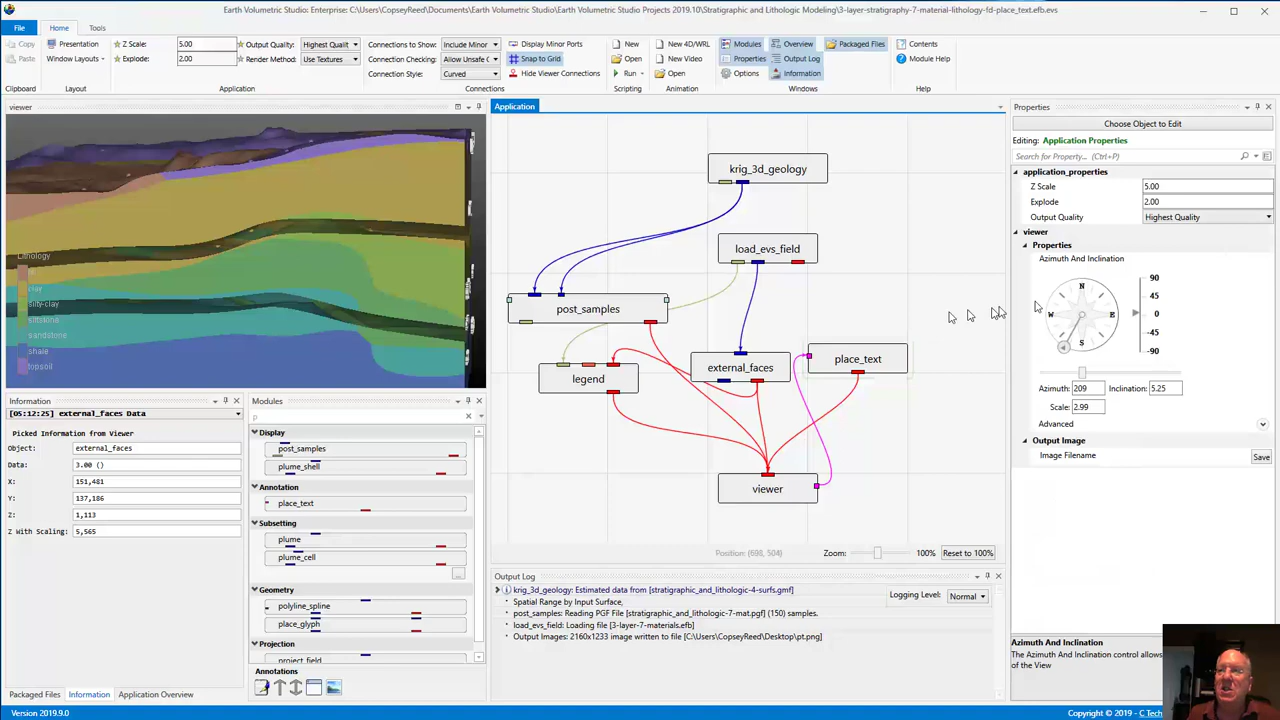 Earth Volumetric Studio: Enterprise: C:\Users\CopseyReed\Documents\Earth Volumetric Studio\Earth Volumetric Studio Projects 2019.10\Stratigraphic and Lithologic Modeling\3-layer-stratigraphy-7-material-lithology-fd-place_text.efb.evs
File Home Tools
Copy Presentation Z Scale: 5.00 Output Quality: Highest Qualit Connections to Show: Include Minor Display Minor Ports New New 4D/WRL Modules Overview Packaged Files Contents
Paste Window Layouts Explode: 2.00 Render Method: Use Textures Connection Checking: Allow Unsafe C Snap to Grid Open New Video Properties Output Log Module Help
Connection Style: Curved Hide Viewer Connections Run Open Options Information
Clipboard Layout Application Connections Scripting Animation Windows Help
viewer
Lithology
clay
silty-clay
siltstone
sandstone
shale
topsoil
Application
krig_3d_geology
load_evs_field
post_samples
place_text
external_faces
legend
viewer
Position: (698, 504) Zoom: 100% Reset to 100%
Properties
Choose Object to Edit
Editing: Application Properties
Search for Property... (Ctrl+P)
application_properties
Z Scale 5.00
Explode 2.00
Output Quality Highest Quality
viewer
Properties
Azimuth And Inclination
N
W E
S
90
45
0
-45
-90
Azimuth: 209 Inclination: 5.25
Scale: 2.99
Advanced
Output Image
Image Filename Save
Azimuth And Inclination
The Azimuth And Inclination control allows
of the View
Information
[05:12:25] external_faces Data
Picked Information from Viewer
Object: external_faces
Data: 3.00 ()
X: 151,481
Y: 137,186
Z: 1,113
Z With Scaling: 5,565
Packaged Files Information Application Overview
Modules
p
Display
post_samples
plume_shell
Annotation
place_text
Subsetting
plume
plume_cell
...
Geometry
polyline_spline
place_glyph
Projection
project_field
Annotations
Output Log
krig_3d_geology: Estimated data from [stratigraphic_and_lithologic-4-surfs.gmf]
Spatial Range by Input Surface,
post_samples: Reading PGF File [stratigraphic_and_lithologic-7-mat.pgf] (150) samples.
load_evs_field: Loading file [3-layer-7-materials.efb]
Output Images: 2160x1233 image written to file [C:\Users\CopseyReed\Desktop\pt.png]
Logging Level: Normal
Version 2019.9.0
Copyright © 2019 - C Tech